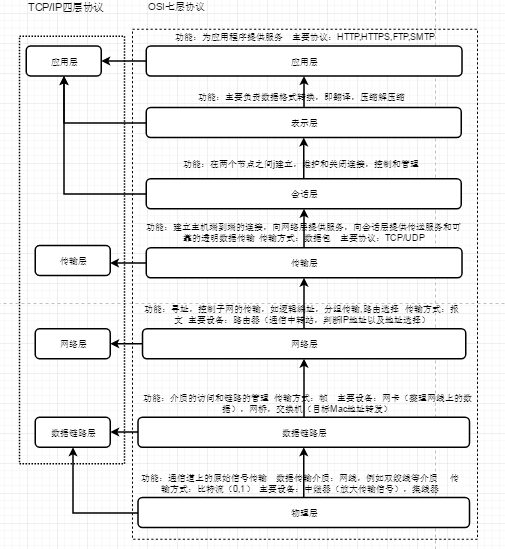 TCP/IP四层协议
OSI七层协议
功能：为应用程序提供服务 主要协议：HTTP,HTTPS,FTP,SMTP
应用层
应用层
功能：主要负责数据格式转换，即翻译，压缩解压缩
表示层
功能：在两个节点之间建立，维护和关闭连接，控制和管理
会话层
功能：建立主机端到端的连接，向网络层提供服务，向会话层提供传送服务和可
靠的透明数据传输 传输方式：数据包 主要协议：TCP/UDP
传输层
传输层
功能：寻址，控制子网的传输，如逻辑编址，分组传输,路由选择 传输方式：报
文 主要设备：路由器（通信中转站，判断IP地址以及地址选择）
网络层
网络层
功能：介质的访问和链路的管理 传输方式：帧 主要设备：网卡（整理网线上的数
据），网桥，交换机（目标Mac地址转发）
数据链路层
数据链路层
功能：通信道上的原始信号传输 数据传输介质：网线，例如双绞线等介质 传
输方式：比特流（0,1） 主要设备：中继器（放大传输信号），集线器
物理层